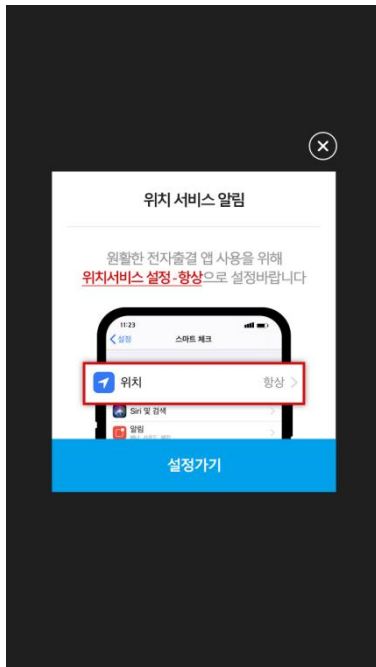 위치 서비스 알림
원활한 전자출결 앱 사용을 위해
위치서비스 설정 - 항상으로 설정바랍니다
11:23
설정
스마트 체크
위치
항상
Siri 및 검색
알림
설정가기